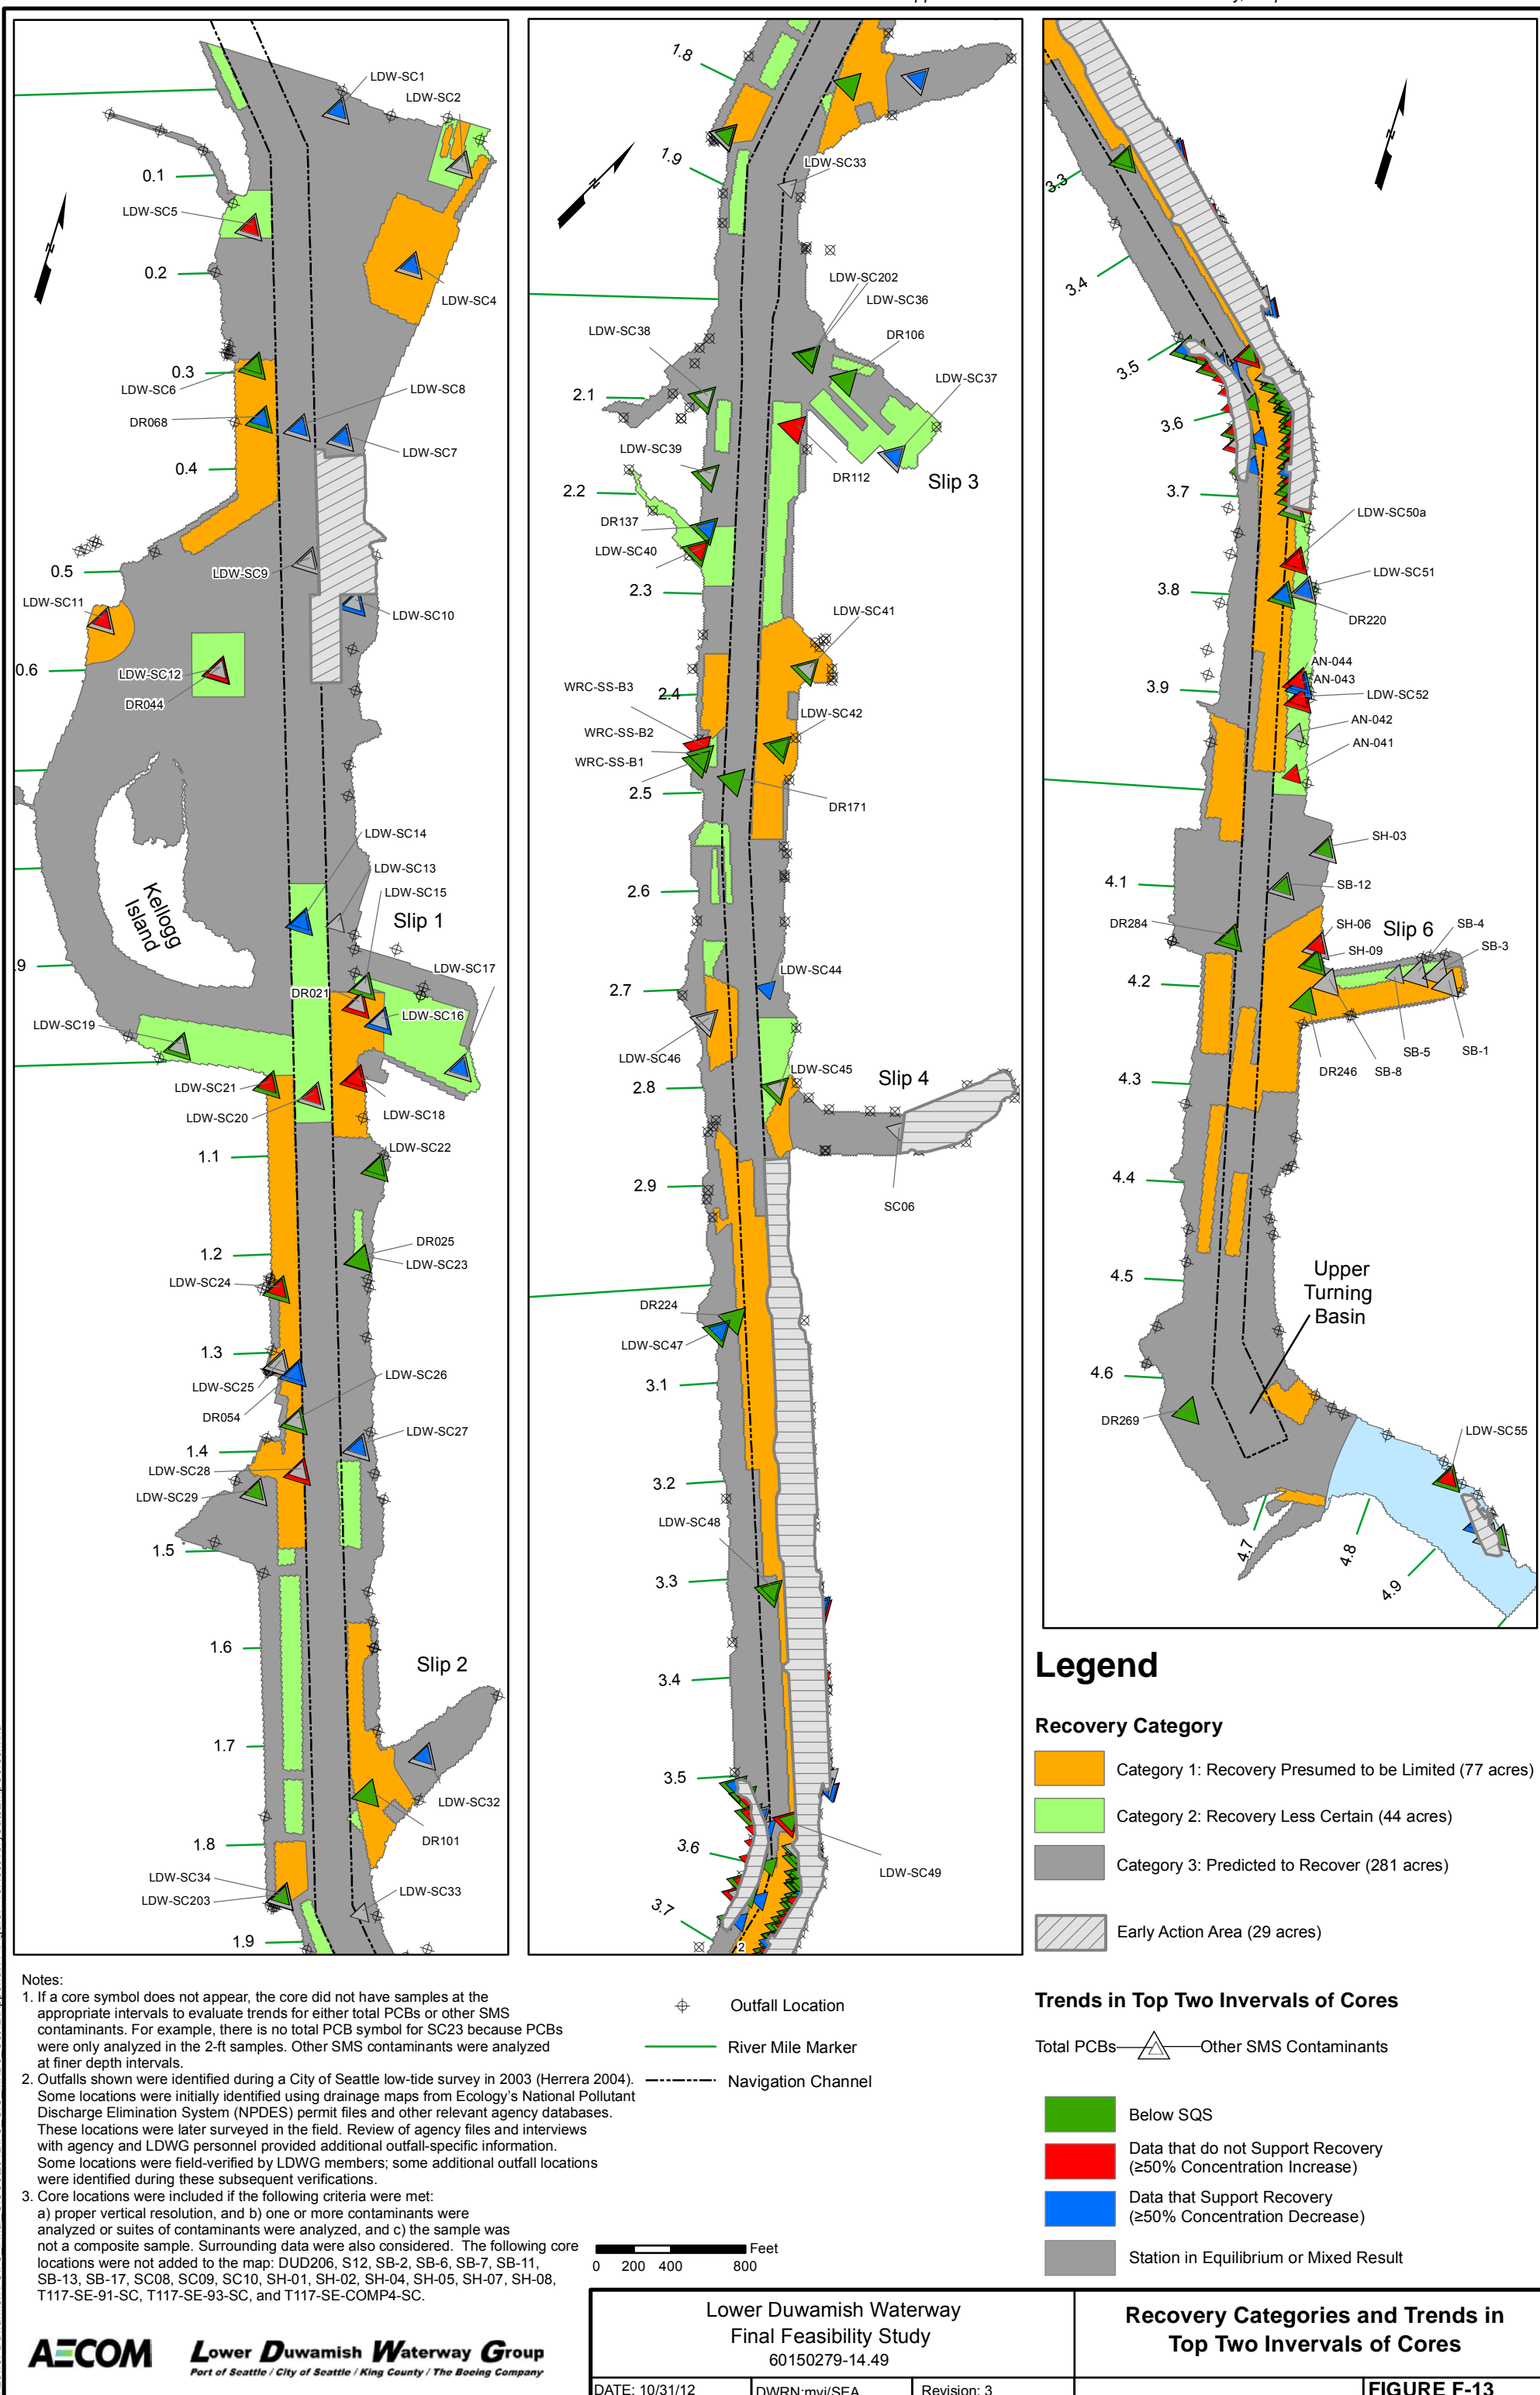 LDW-SC1
LDW-SC2
0.1
LDW-SC5
0.2
LDW-SC4
0.3
LDW-SC6
LDW-SC8
DR068
LDW-SC7
0.4
0.5
LDW-SC9
LDW-SC11
LDW-SC10
0.6
LDW-SC12
DR044
LDW-SC14
LDW-SC13
LDW-SC15
Kellogg
Island
Slip 1
.9
LDW-SC17
DR021
LDW-SC16
LDW-SC19
LDW-SC21
LDW-SC20
LDW-SC18
1.1
LDW-SC22
1.2
DR025
LDW-SC23
LDW-SC24
1.3
LDW-SC25
LDW-SC26
DR054
1.4
LDW-SC27
LDW-SC28
LDW-SC29
1.5
1.6
Slip 2
1.7
LDW-SC32
DR101
1.8
LDW-SC34
LDW-SC203
LDW-SC33
1.9
N
1.8
1.9
LDW-SC33
N
LDW-SC202
LDW-SC36
LDW-SC38
DR106
LDW-SC37
2.1
LDW-SC39
DR112
Slip 3
2.2
DR137
LDW-SC40
2.3
LDW-SC41
WRC-SS-B3
2.4
LDW-SC42
WRC-SS-B2
WRC-SS-B1
2.5
DR171
2.6
LDW-SC44
2.7
LDW-SC46
LDW-SC45
2.8
Slip 4
2.9
SC06
DR224
LDW-SC47
3.1
3.2
LDW-SC48
3.3
3.4
3.5
3.6
LDW-SC49
3.7
2
3.3
N
3.4
3.5
3.6
3.7
LDW-SC50a
3.8
LDW-SC51
DR220
AN-044
AN-043
3.9
LDW-SC52
AN-042
AN-041
SH-03
4.1
SB-12
DR284
SH-06
Slip 6
SB-4
SH-09
SB-3
4.2
SB-5
SB-1
DR246
SB-8
4.3
4.4
4.5
Upper
Turning
Basin
4.6
DR269
LDW-SC55
4.7
4.8
4.9
Legend
Recovery Category
Category 1: Recovery Presumed to be Limited (77 acres)
Category 2: Recovery Less Certain (44 acres)
Category 3: Predicted to Recover (281 acres)
Early Action Area (29 acres)
Trends in Top Two Invervals of Cores
Total PCBs
Other SMS Contaminants
Below SQS
Data that do not Support Recovery
(≥50% Concentration Increase)
Data that Support Recovery
(≥50% Concentration Decrease)
Station in Equilibrium or Mixed Result
Outfall Location
River Mile Marker
Navigation Channel
Notes:
1. If a core symbol does not appear, the core did not have samples at the
appropriate intervals to evaluate trends for either total PCBs or other SMS
contaminants. For example, there is no total PCB symbol for SC23 because PCBs
were only analyzed in the 2-ft samples. Other SMS contaminants were analyzed
at finer depth intervals.
2. Outfalls shown were identified during a City of Seattle low-tide survey in 2003 (Herrera 2004).
Some locations were initially identified using drainage maps from Ecology's National Pollutant
Discharge Elimination System (NPDES) permit files and other relevant agency databases.
These locations were later surveyed in the field. Review of agency files and interviews
with agency and LDWG personnel provided additional outfall-specific information.
Some locations were field-verified by LDWG members; some additional outfall locations
were identified during these subsequent verifications.
3. Core locations were included if the following criteria were met:
a) proper vertical resolution, and b) one or more contaminants were
analyzed or suites of contaminants were analyzed, and c) the sample was
not a composite sample. Surrounding data were also considered. The following core
locations were not added to the map: DUD206, S12, SB-2, SB-6, SB-7, SB-11,
SB-13, SB-17, SC08, SC09, SC10, SH-01, SH-02, SH-04, SH-05, SH-07, SH-08,
T117-SE-91-SC, T117-SE-93-SC, and T117-SE-COMP4-SC.
Feet
0 200 400 800
AECOM
Lower Duwamish Waterway Group
Port of Seattle / City of Seattle / King County / The Boeing Company
Lower Duwamish Waterway
Final Feasibility Study
60150279-14.49
Recovery Categories and Trends in
Top Two Invervals of Cores
DATE: 10/31/12
DWRN:mvi/SEA
Revision: 3
FIGURE F-13